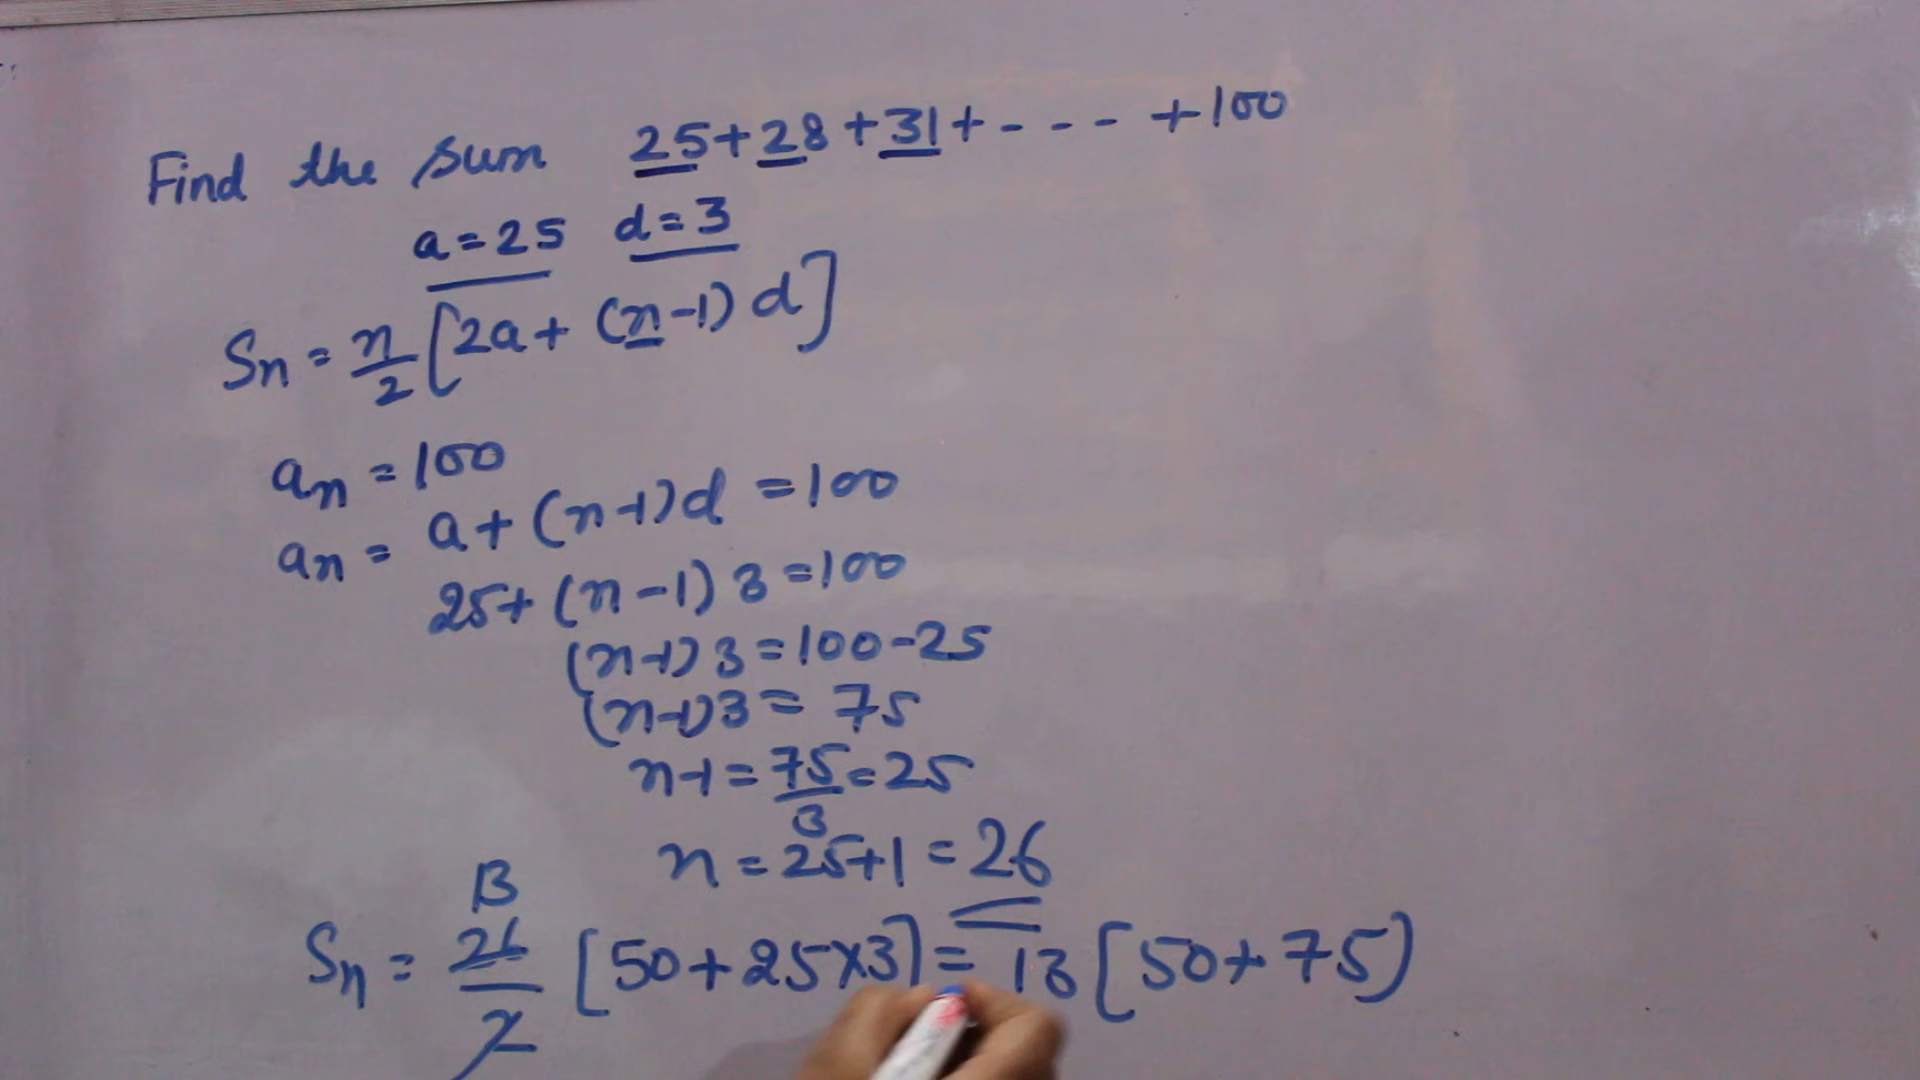 Find the sum 25+28+31+---- +100
a=25 d=3
Sn = n/2 [2a+ (n-1) d]
an = 100
an = a+ (n-1)d = 100
25+ (n-1) 3 = 100
(n-1) 3 = 100-25
(n-1)3 = 75
n-1 = 75/3 = 25
n = 25+1 = 26
13
Sn = 26/2 [50+25×3] = 13 [50+75]